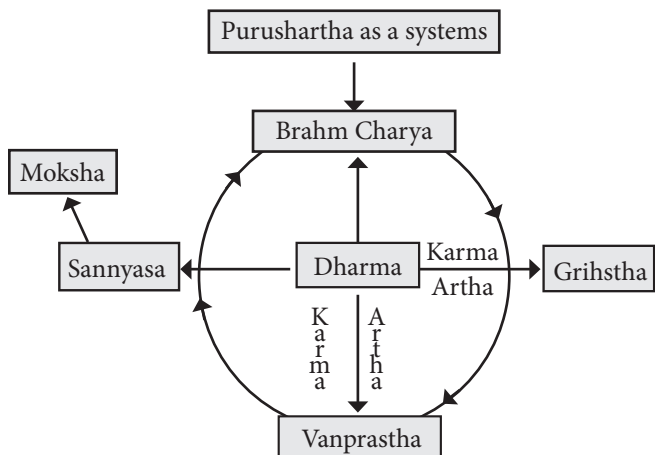 Purushartha as a systems
Brahm Charya
Moksha
Sannyasa
Dharma
Karma
Artha
Grihstha
Karma
Artha
Vanprastha